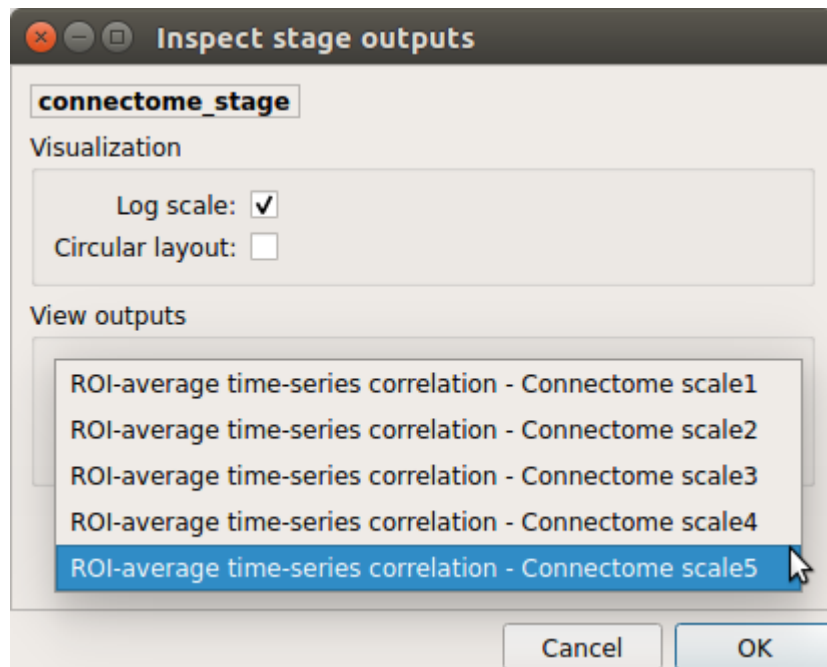 Inspect stage outputs
connectome_stage
Visualization
Log scale:
Circular layout:
View outputs
ROI-average time-series correlation - Connectome scale1
ROI-average time-series correlation - Connectome scale2
ROI-average time-series correlation - Connectome scale3
ROI-average time-series correlation - Connectome scale4
ROI-average time-series correlation - Connectome scale5
Cancel OK